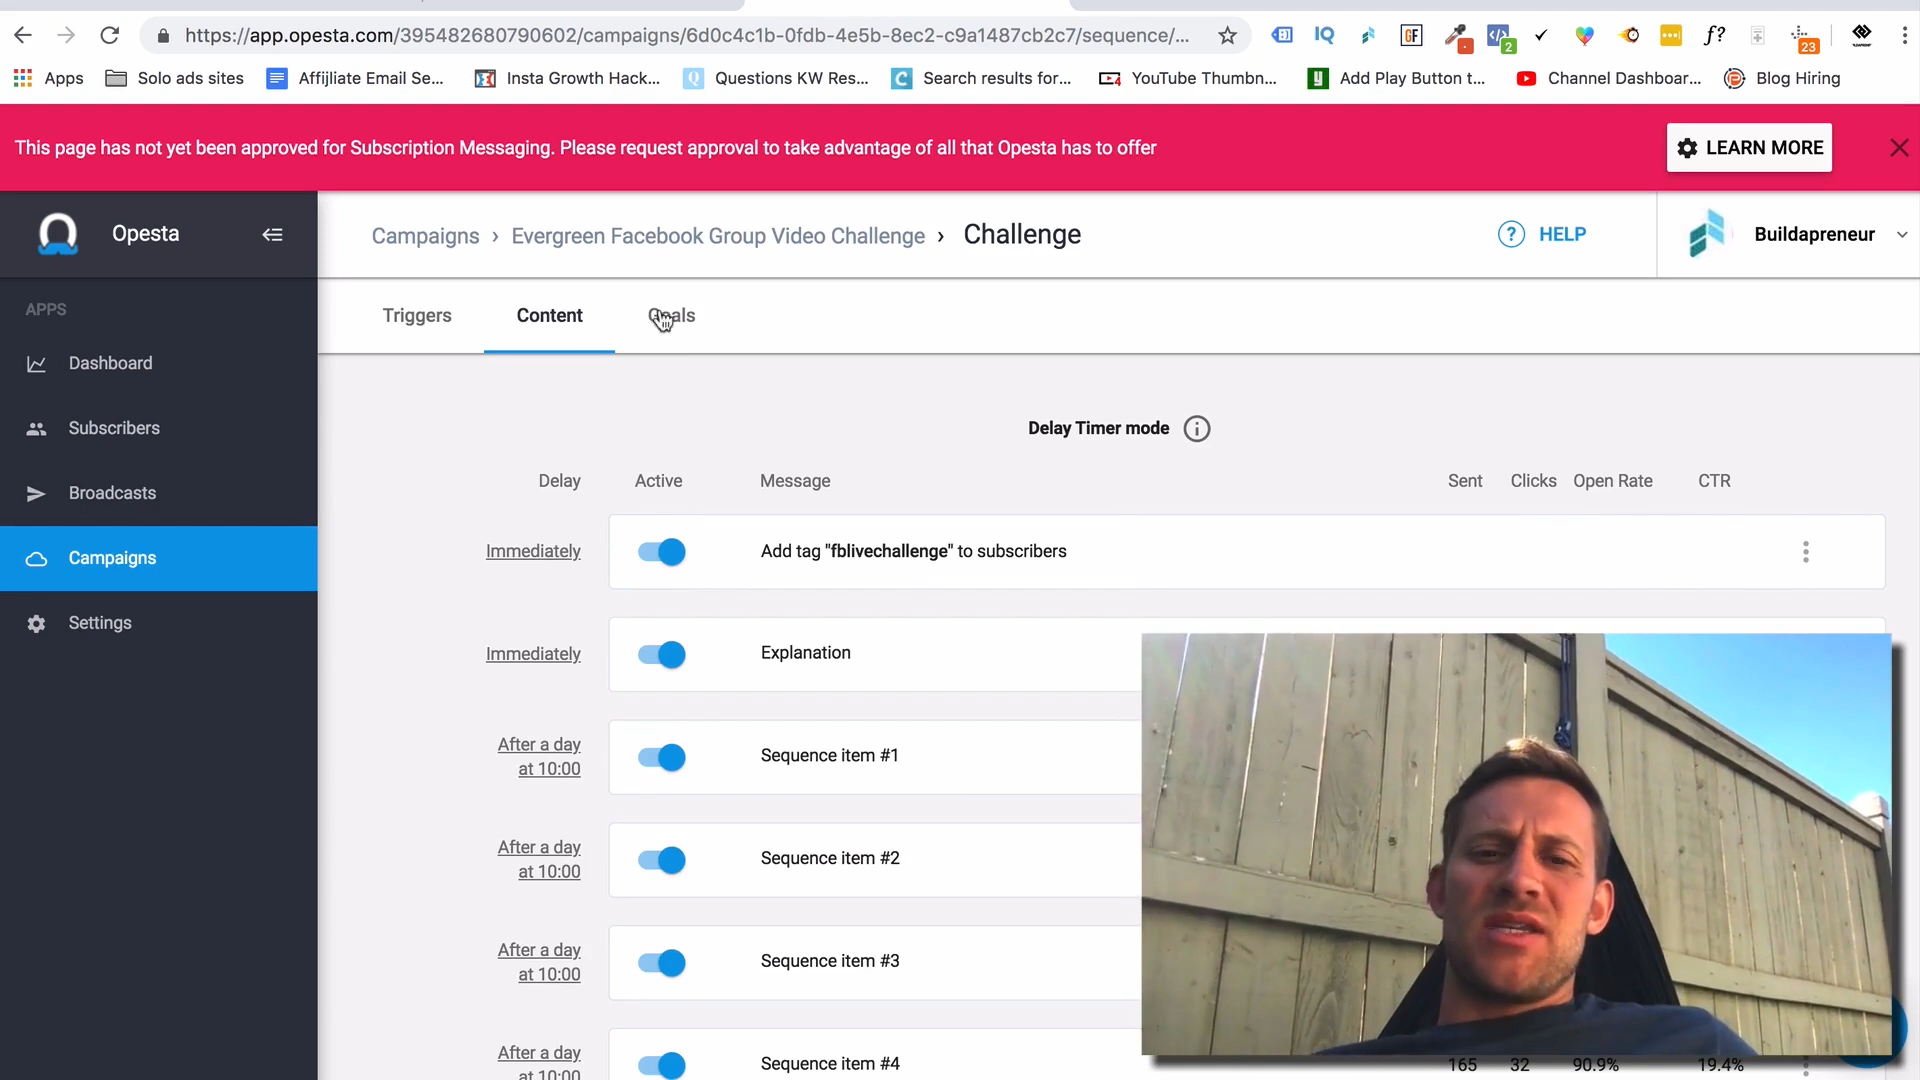 https://app.opesta.com/395482680790602/campaigns/6d0c4c1b-0fdb-4e5b-8ec2-c9a1487cb2c7/sequence/...
IQ
GF
2
f?
23
Apps
Solo ads sites
Affijliate Email Se...
Insta Growth Hack...
Questions KW Res...
Search results for...
YouTube Thumbn...
Add Play Button t...
Channel Dashboar...
Blog Hiring
This page has not yet been approved for Subscription Messaging. Please request approval to take advantage of all that Opesta has to offer
LEARN MORE
Opesta
Campaigns › Evergreen Facebook Group Video Challenge › Challenge
HELP
Buildapreneur
APPS
Dashboard
Subscribers
Broadcasts
Campaigns
Settings
Triggers
Content
Goals
Delay Timer mode
Delay Active Message Sent Clicks Open Rate CTR
Immediately
Add tag "fblivechallenge" to subscribers
Immediately
Explanation
After a day
at 10:00
Sequence item #1
After a day
at 10:00
Sequence item #2
After a day
at 10:00
Sequence item #3
After a day
at 10:00
Sequence item #4
165 32 90.9% 19.4%